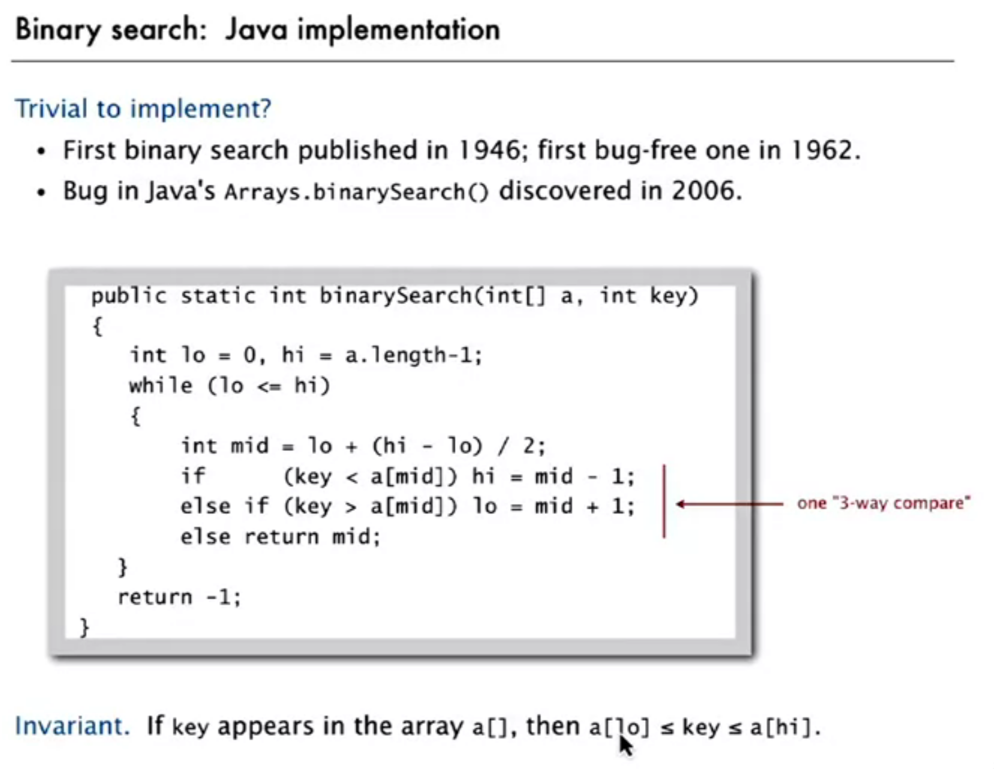 Binary search: Java implementation
Trivial to implement?
• First binary search published in 1946; first bug-free one in 1962.
• Bug in Java's Arrays.binarySearch() discovered in 2006.
public static int binarySearch(int[] a, int key)
{
int lo = 0, hi = a.length-1;
while (lo <= hi)
{
int mid = lo + (hi - lo) / 2;
if (key < a[mid]) hi = mid - 1;
else if (key > a[mid]) lo = mid + 1;
one "3-way compare"
else return mid;
}
return -1;
}
Invariant. If key appears in the array a[], then a[lo] ≤ key ≤ a[hi].